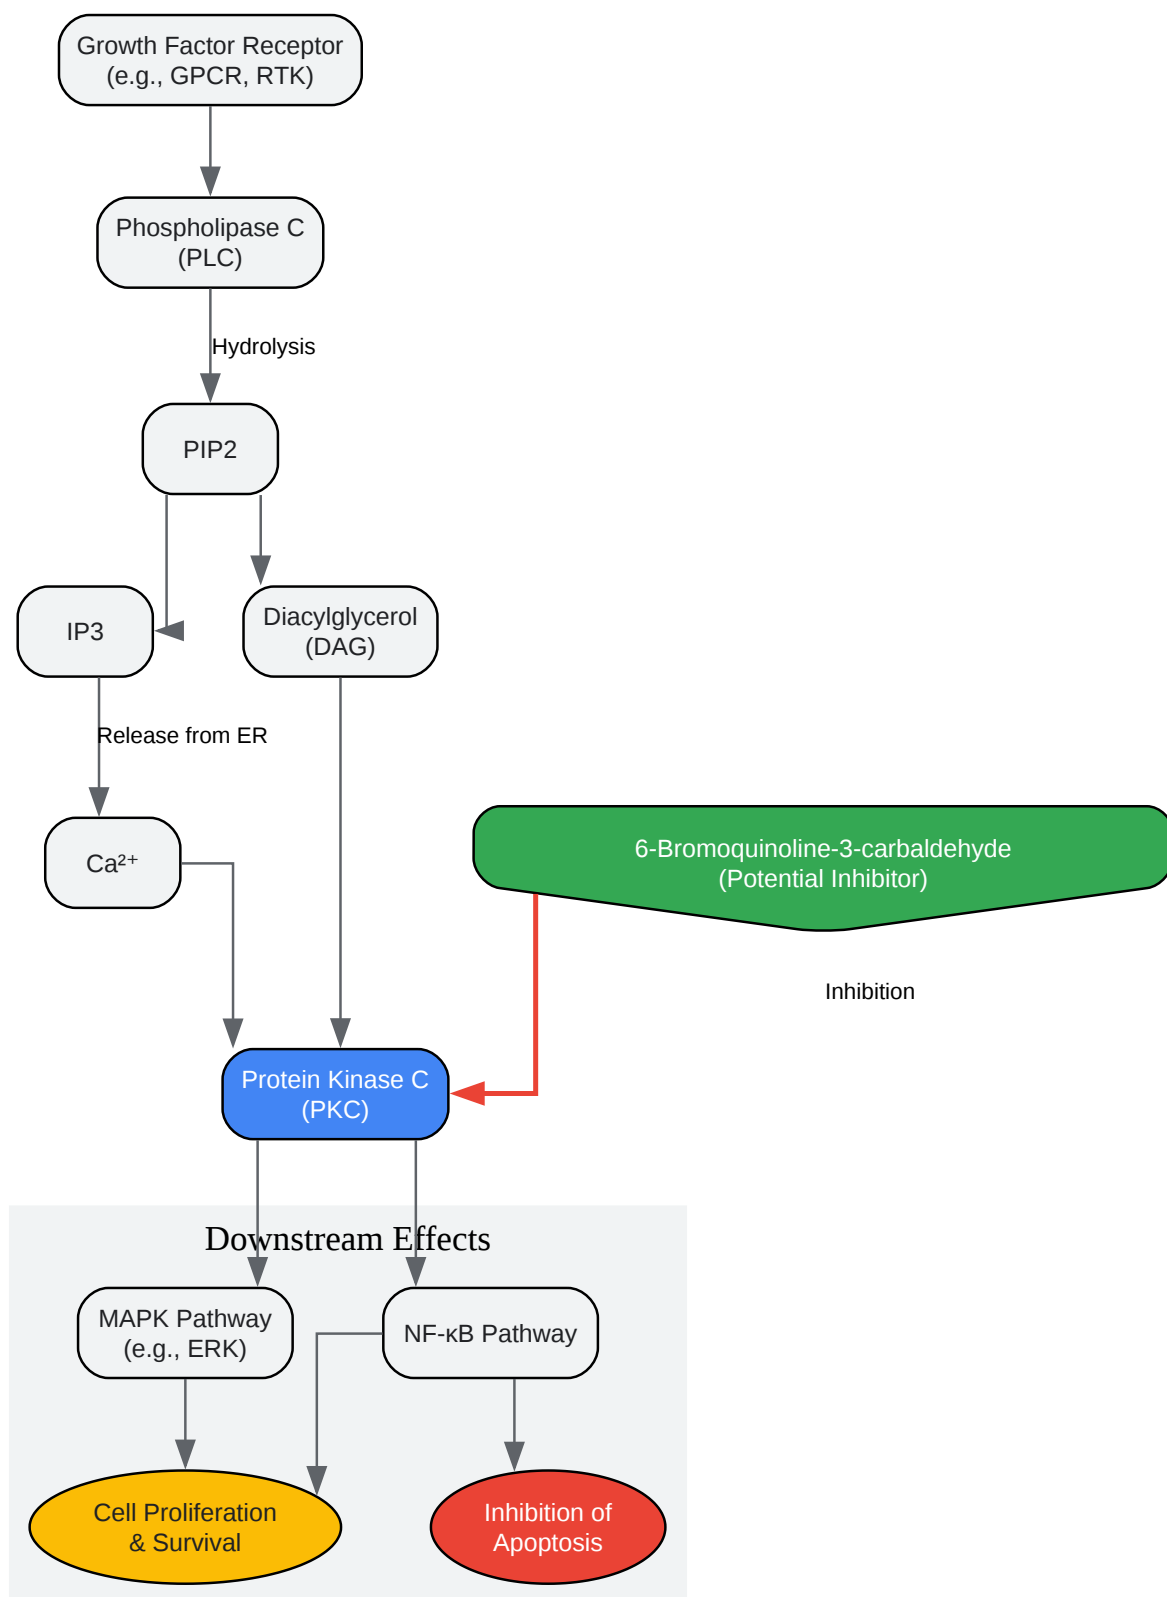 Growth Factor Receptor
(e.g., GPCR, RTK)
Phospholipase C
(PLC)
Hydrolysis
PIP2
IP3
Diacylglycerol
(DAG)
Release from ER
Ca²⁺
6-Bromoquinoline-3-carbaldehyde
(Potential Inhibitor)
Inhibition
Protein Kinase C
(PKC)
Downstream Effects
MAPK Pathway
(e.g., ERK)
NF-κB Pathway
Cell Proliferation
& Survival
Inhibition of
Apoptosis